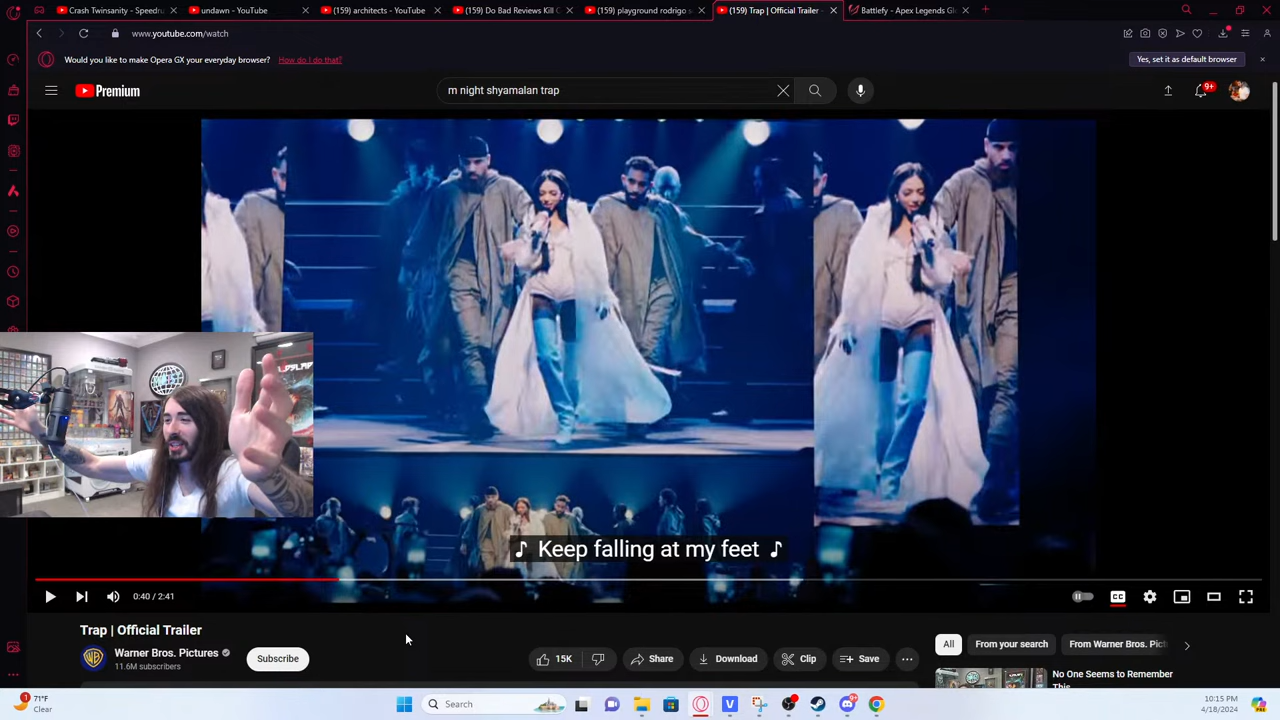 Crash Twinsanity - Speedru
undawn - YouTube
(159) architects - YouTube
(159) Do Bad Reviews Kill C
(159) playground rodrigo s
(159) Trap | Official Trailer -
Battlefy - Apex Legends Gl
www.youtube.com/watch
Would you like to make Opera GX your everyday browser? How do I do that?
Yes, set it as default browser
Premium
m night shyamalan trap
9+
♪ Keep falling at my feet ♪
0:40 / 2:41
CC
Trap | Official Trailer
Warner Bros. Pictures
11.6M subscribers
Subscribe
15K
Share
Download
Clip
Save
All
From your search
From Warner Bros. Pict
No One Seems to Remember
This
1
71°F
Clear
Search
9+
10:15 PM
4/18/2024